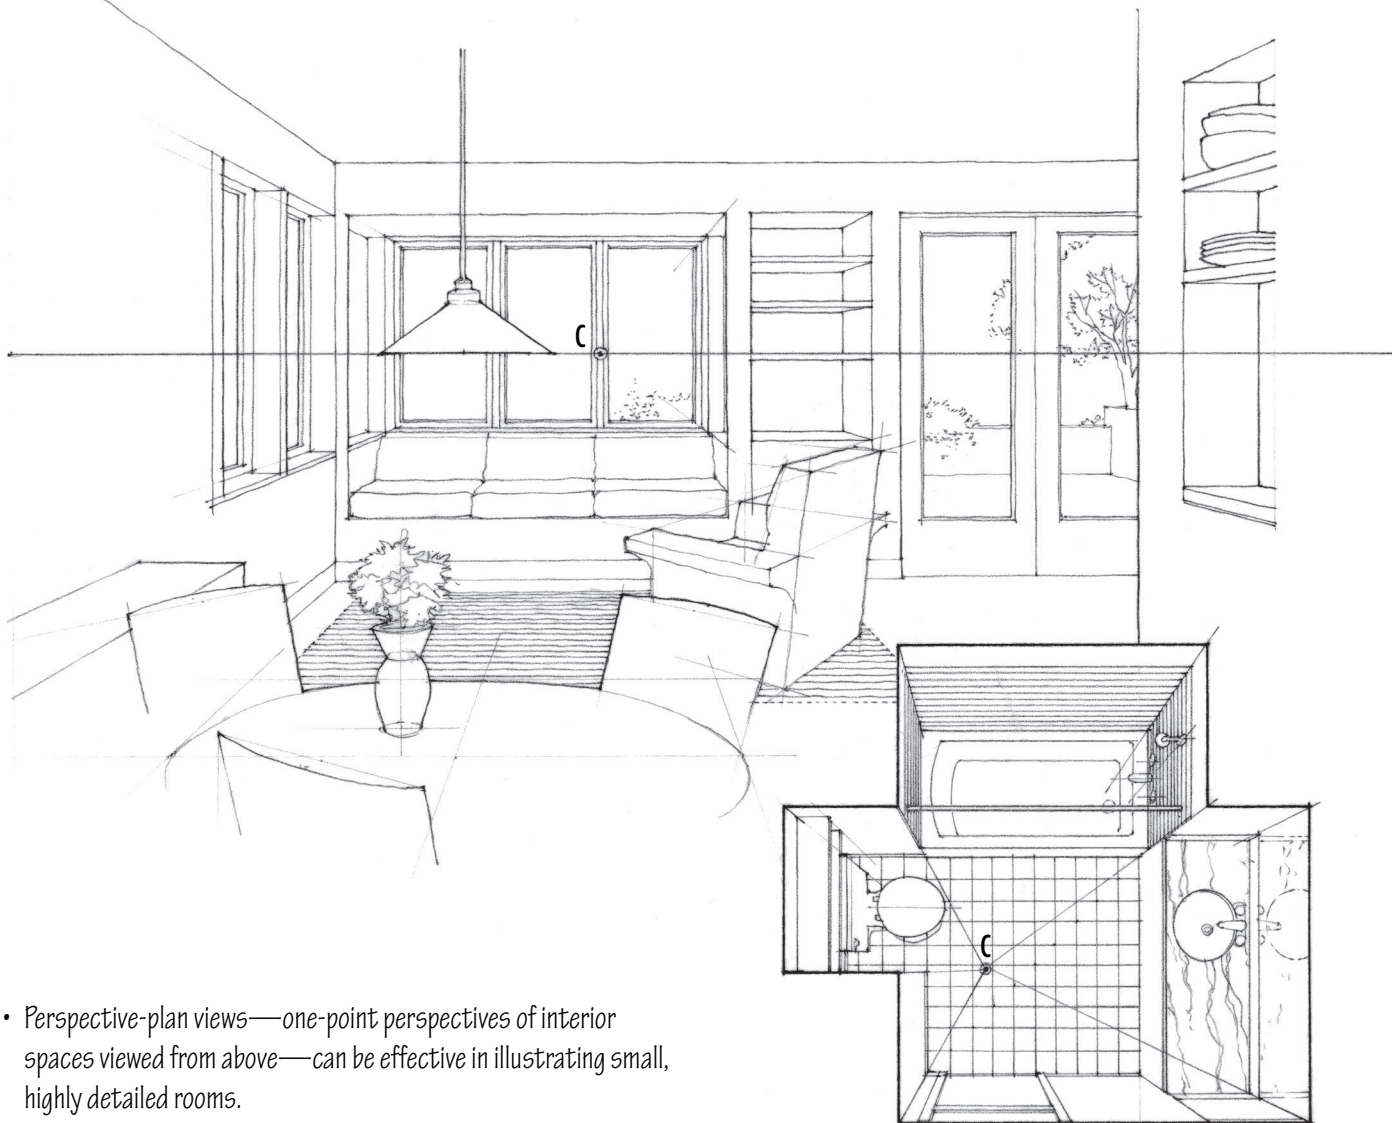 C
C
• Perspective-plan views—one-point perspectives of interior
spaces viewed from above—can be effective in illustrating small,
highly detailed rooms.